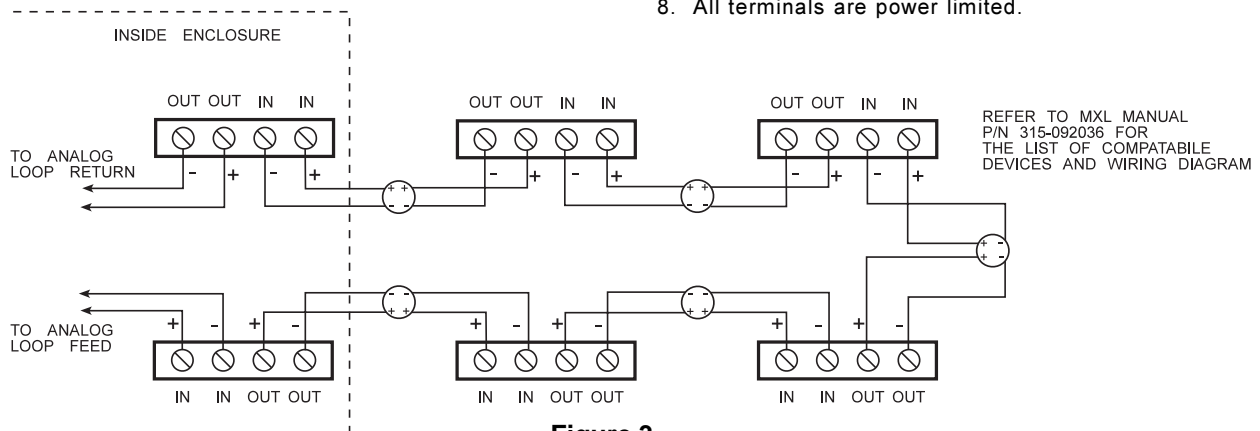 8. All terminals are power limited.
INSIDE ENCLOSURE
OUT OUT IN IN
OUT OUT IN IN
OUT OUT IN IN
REFER TO MXL MANUAL
P/N 315-092036 FOR
THE LIST OF COMPATABILE
DEVICES AND WIRING DIAGRAM
TO ANALOG
LOOP RETURN
- + - +
- + - +
- + - +
+ +
- -
+ +
- -
+ -
+ -
- -
+ +
- -
+ +
TO ANALOG
LOOP FEED
+ - + -
+ - + -
+ - + -
IN IN OUT OUT
IN IN OUT OUT
IN IN OUT OUT